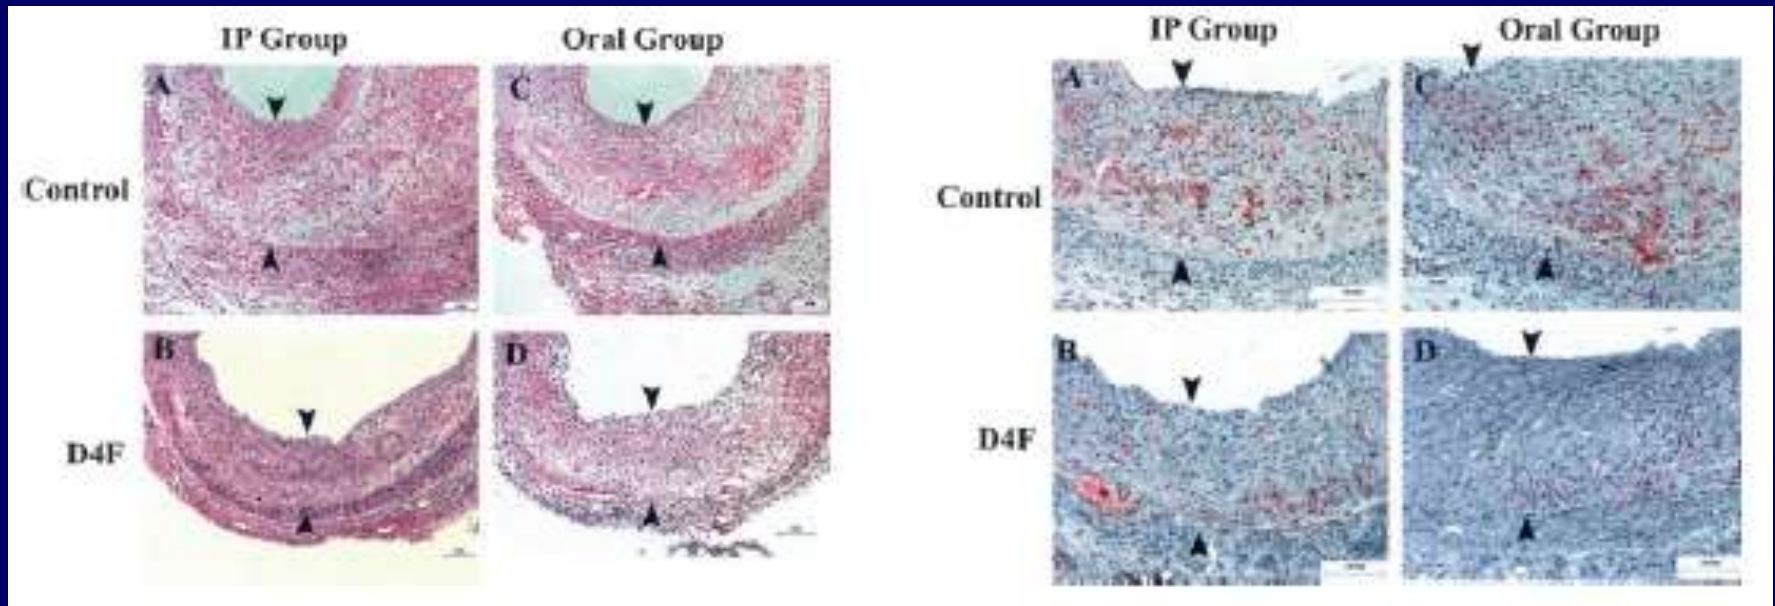 IP Group Oral Group
A C
Control
B D
D4F
IP Group Oral Group
A C
Control
B D
D4F